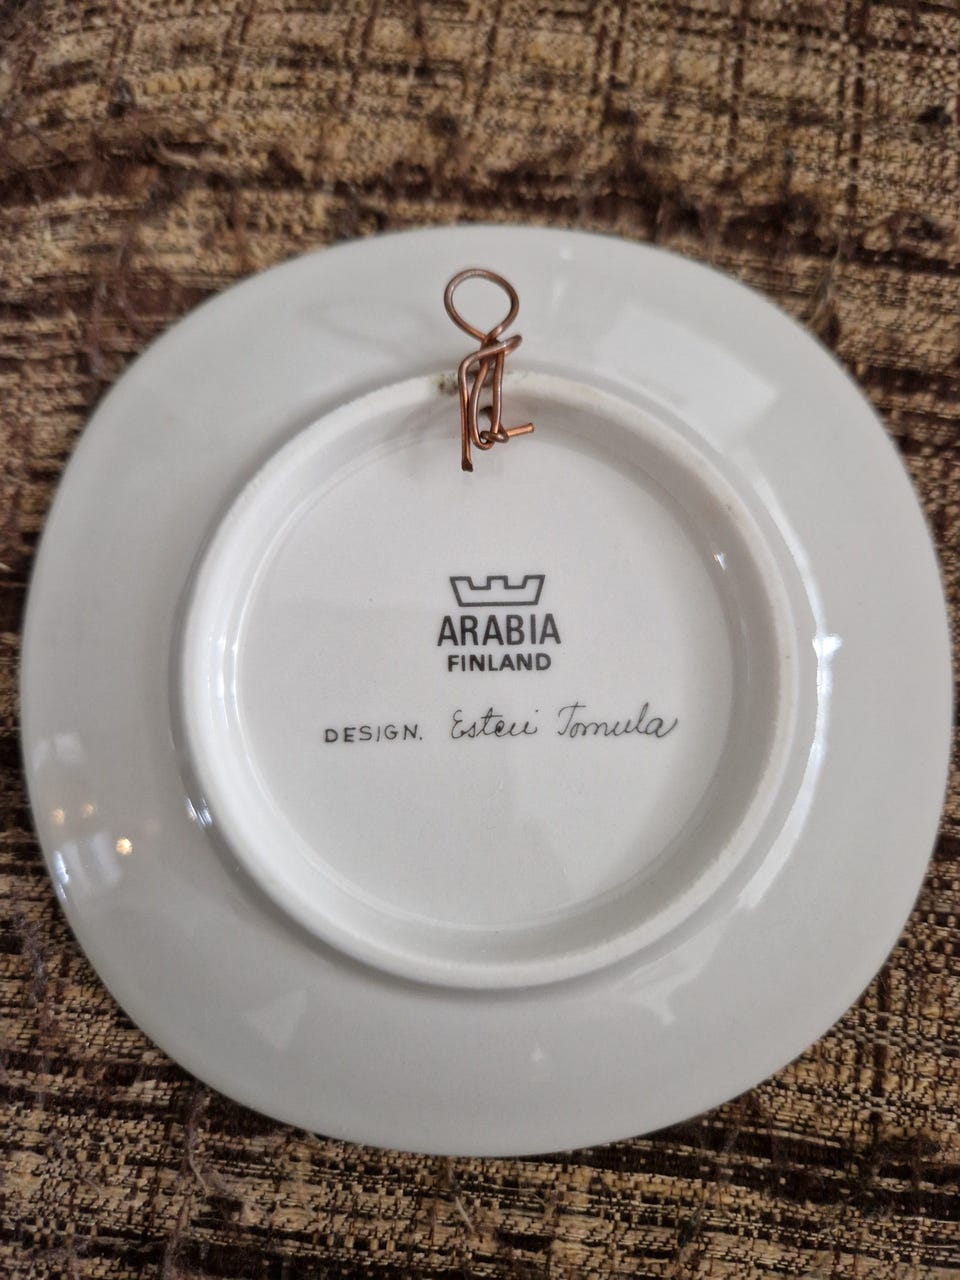 ARABIA
FINLAND
DESIGN. Esteri Tomula